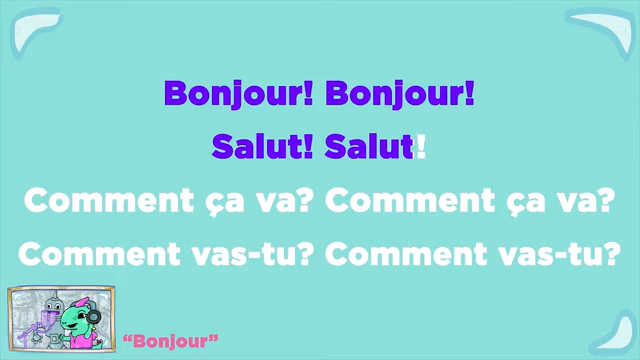 Bonjour! Bonjour!
Salut! Salut!
Comment ça va? Comment ça va?
Comment vas-tu? Comment vas-tu?
“Bonjour”